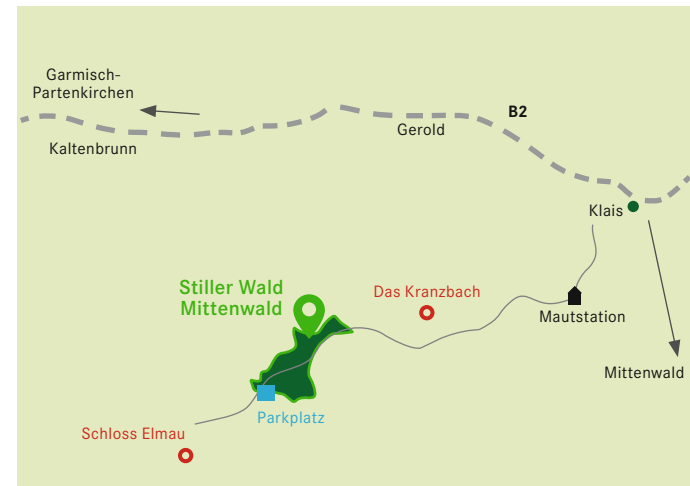 Garmisch-
Partenkirchen
B2
Gerold
Kaltenbrunn
Klais
Stiller Wald
Mittenwald
Das Kranzbach
Mautstation
Mittenwald
Parkplatz
Schloss Elmau